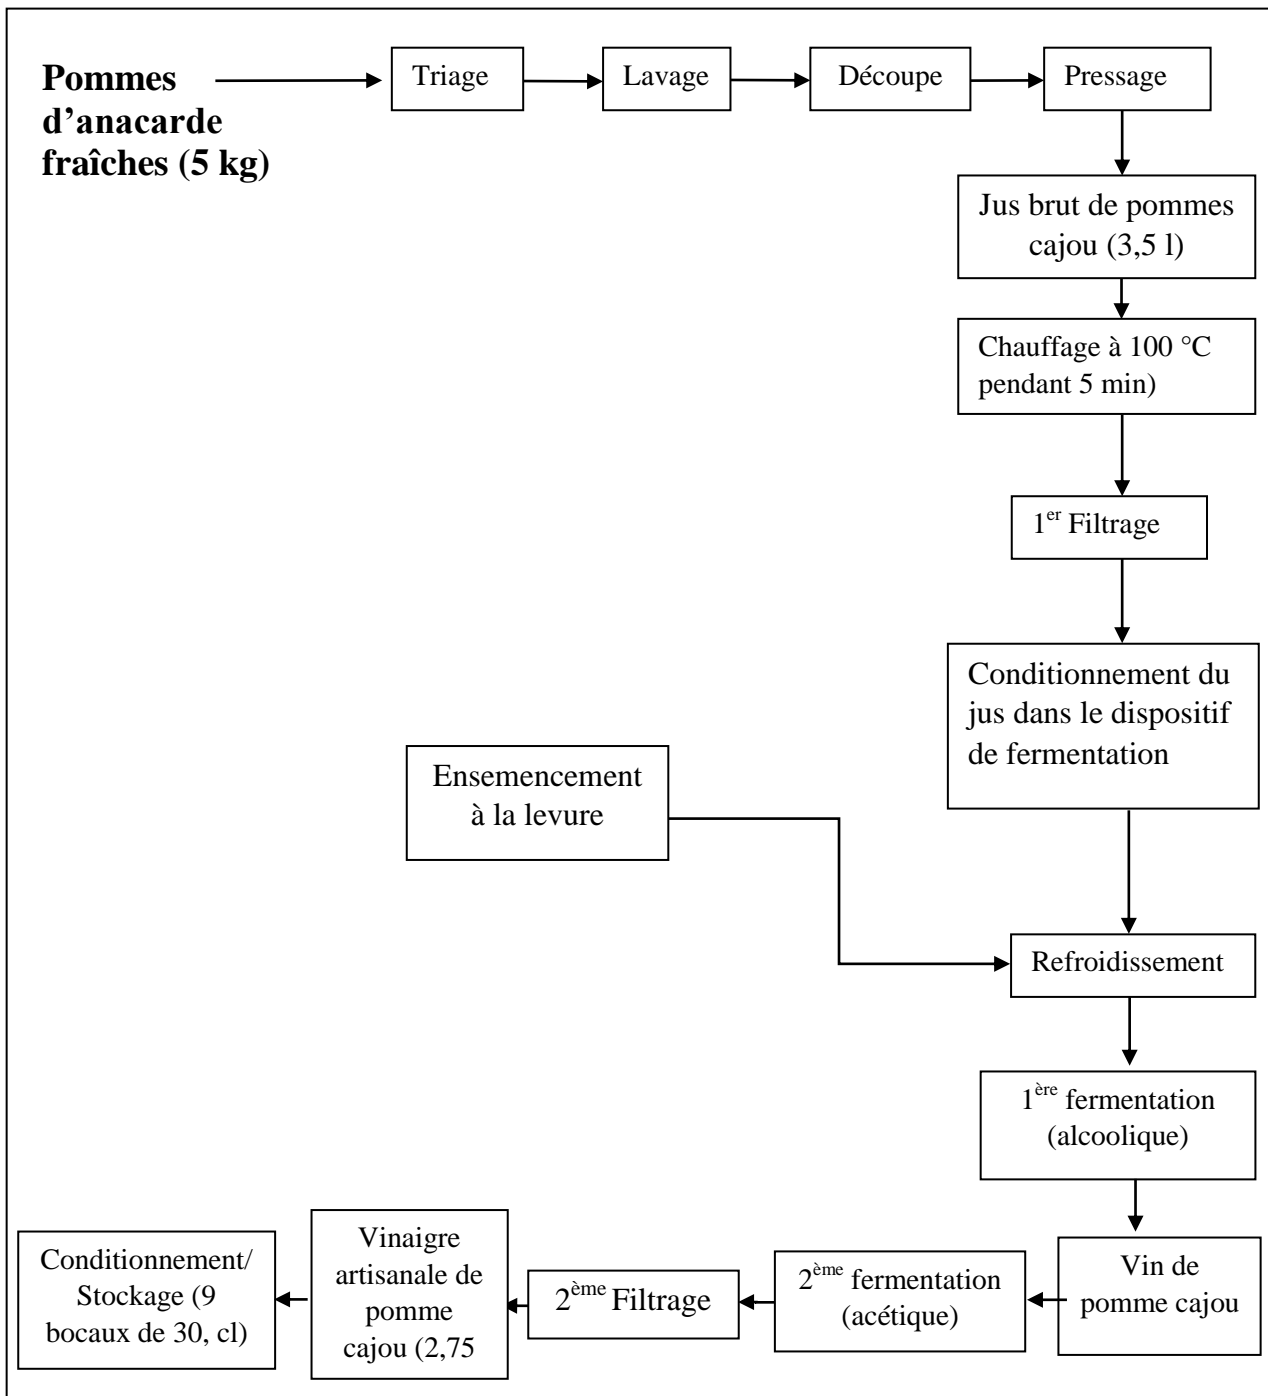 Pommes
d’anacarde
fraîches (5 kg)
Triage
Lavage
Découpe
Pressage
Jus brut de pommes
cajou (3,5 l)
Chauffage à 100 °C
pendant 5 min)
1er Filtrage
Conditionnement du
jus dans le dispositif
de fermentation
Ensemencement
à la levure
Refroidissement
1ère fermentation
(alcoolique)
Vin de
pomme cajou
2ème fermentation
(acétique)
2ème Filtrage
Vinaigre
artisanale de
pomme
cajou (2,75
Conditionnement/
Stockage (9
bocaux de 30, cl)